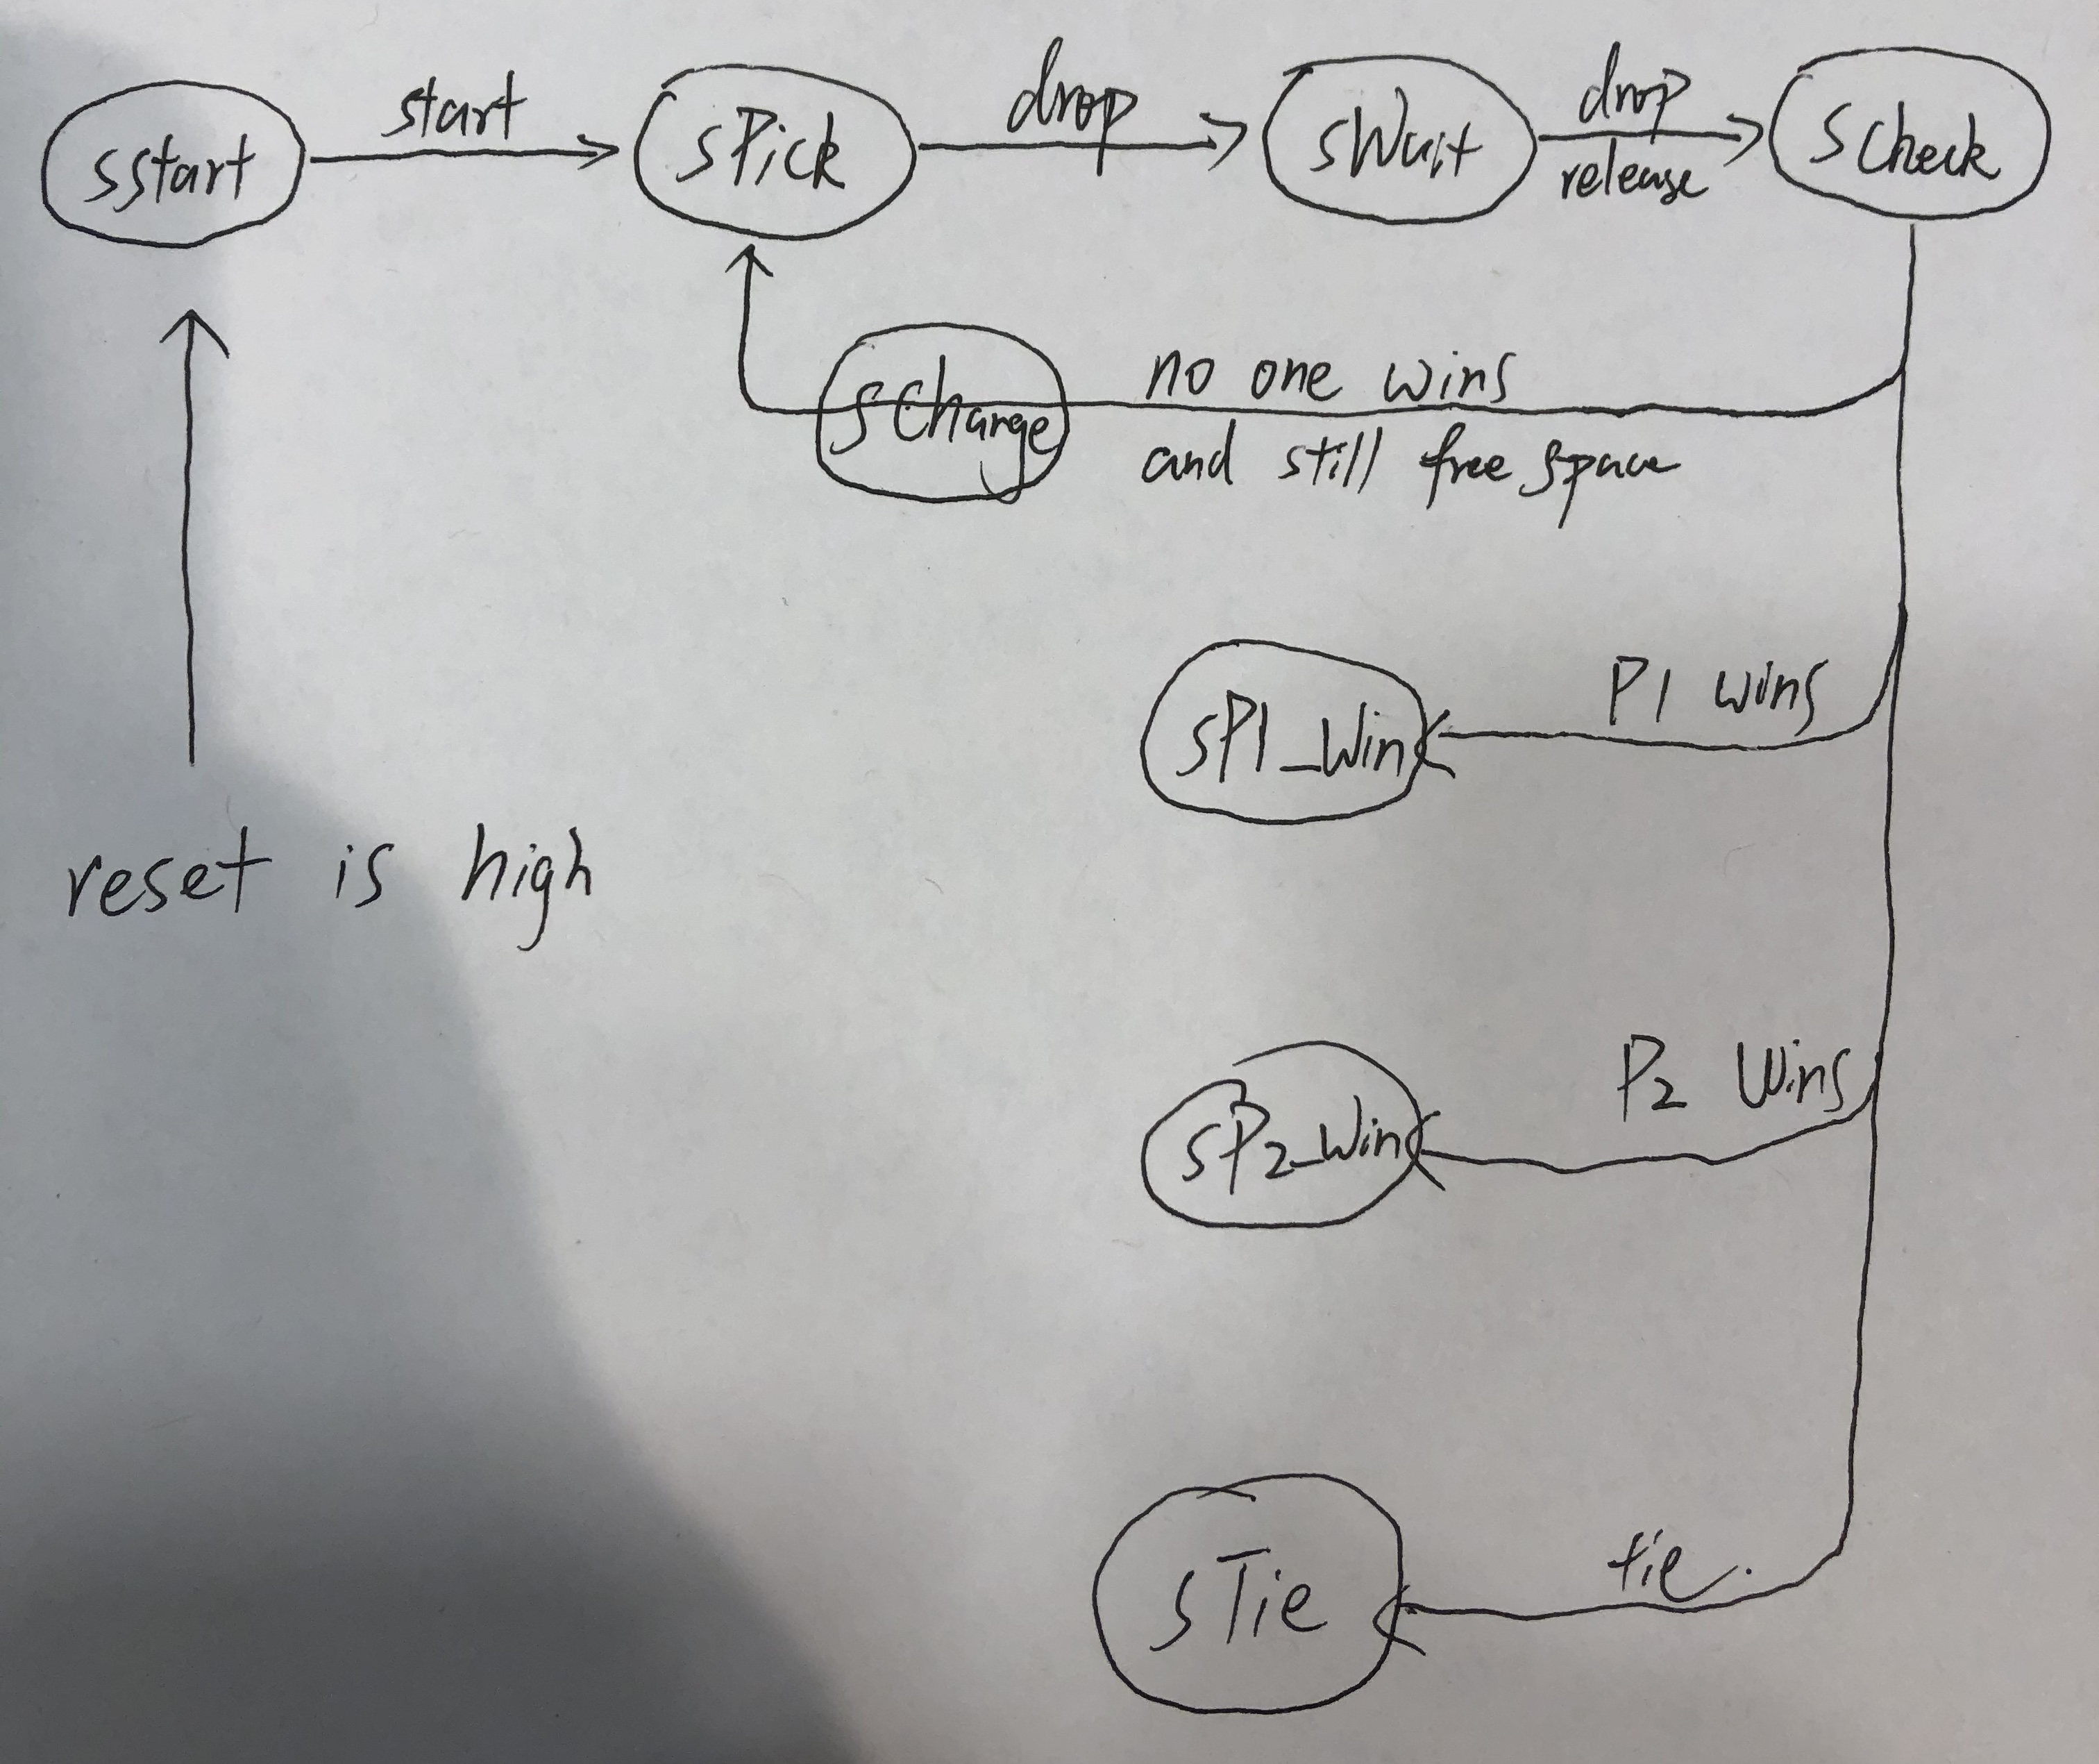 sstart
start
sPick
drop
sWait
drop
release
sCheck
sChange
no one wins
and still free space
sP1_Win
P1 wins
reset is high
sP2_Win
P2 Wins
sTie
tie.